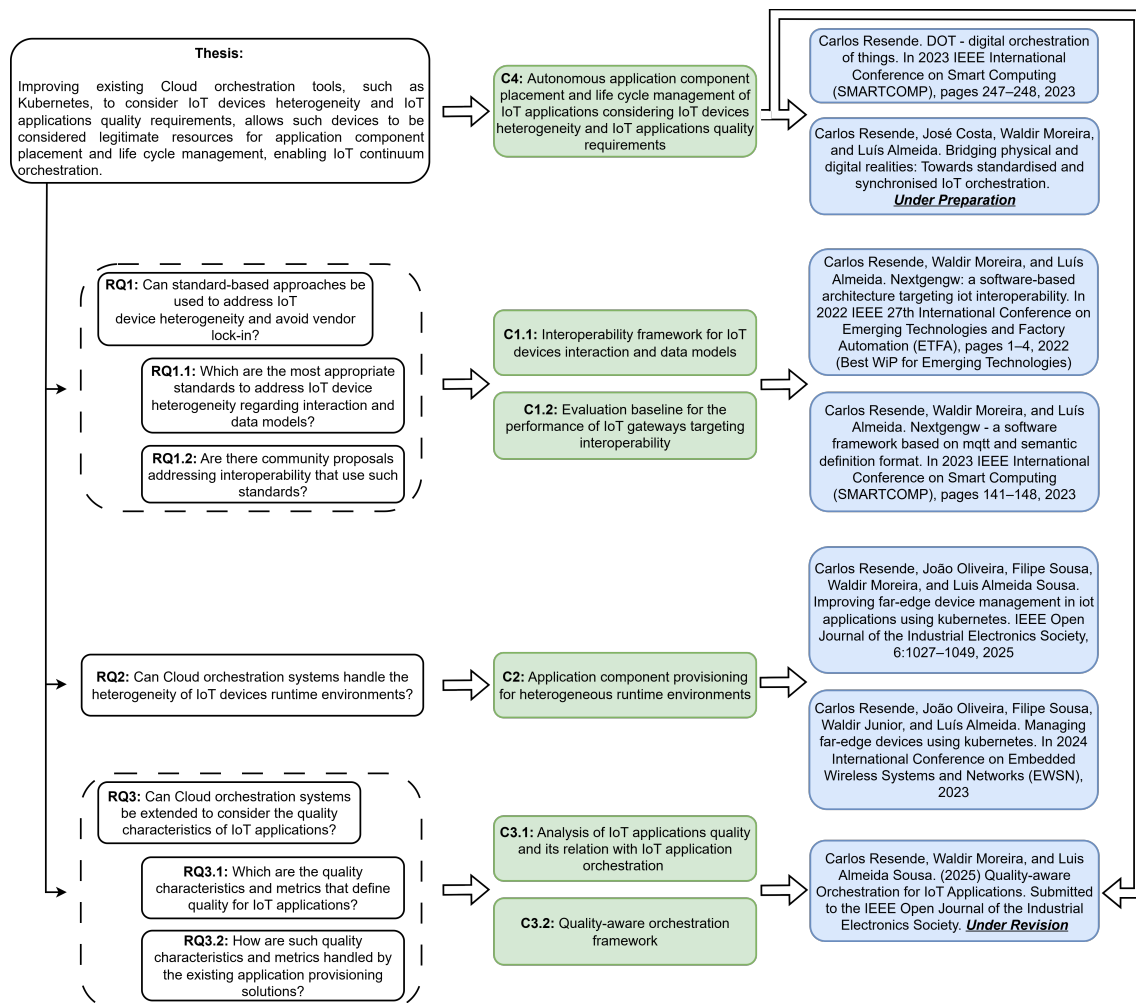 Thesis:
Improving existing Cloud orchestration tools, such as
Kubernetes, to consider IoT devices heterogeneity and IoT
applications quality requirements, allows such devices to be
considered legitimate resources for application component
placement and life cycle management, enabling IoT continuum
orchestration.
C4: Autonomous application component
placement and life cycle management of
IoT applications considering IoT devices
heterogeneity and IoT applications quality
requirements
Carlos Resende. DOT - digital orchestration
of things. In 2023 IEEE International
Conference on Smart Computing
(SMARTCOMP), pages 247–248, 2023
Carlos Resende, José Costa, Waldir Moreira,
and Luís Almeida. Bridging physical and
digital realities: Towards standardised and
synchronised IoT orchestration.
Under Preparation
RQ1: Can standard-based approaches be
used to address IoT
device heterogeneity and avoid vendor
lock-in?
RQ1.1: Which are the most appropriate
standards to address IoT device
heterogeneity regarding interaction and
data models?
RQ1.2: Are there community proposals
addressing interoperability that use such
standards?
C1.1: Interoperability framework for IoT
devices interaction and data models
C1.2: Evaluation baseline for the
performance of IoT gateways targeting
interoperability
Carlos Resende, Waldir Moreira, and Luís
Almeida. Nextgengw: a software-based
architecture targeting iot interoperability. In
2022 IEEE 27th International Conference on
Emerging Technologies and Factory
Automation (ETFA), pages 1–4, 2022
(Best WiP for Emerging Technologies)
Carlos Resende, Waldir Moreira, and Luís
Almeida. Nextgengw - a software
framework based on mqtt and semantic
definition format. In 2023 IEEE International
Conference on Smart Computing
(SMARTCOMP), pages 141–148, 2023
RQ2: Can Cloud orchestration systems handle the
heterogeneity of IoT devices runtime environments?
C2: Application component provisioning
for heterogeneous runtime environments
Carlos Resende, João Oliveira, Filipe Sousa,
Waldir Moreira, and Luis Almeida Sousa.
Improving far-edge device management in iot
applications using kubernetes. IEEE Open
Journal of the Industrial Electronics Society,
6:1027–1049, 2025
Carlos Resende, João Oliveira, Filipe Sousa,
Waldir Junior, and Luís Almeida. Managing
far-edge devices using kubernetes. In 2024
International Conference on Embedded
Wireless Systems and Networks (EWSN),
2023
RQ3: Can Cloud orchestration systems
be extended to consider the quality
characteristics of IoT applications?
RQ3.1: Which are the quality
characteristics and metrics that define
quality for IoT applications?
RQ3.2: How are such quality
characteristics and metrics handled by
the existing application provisioning
solutions?
C3.1: Analysis of IoT applications quality
and its relation with IoT application
orchestration
C3.2: Quality-aware orchestration
framework
Carlos Resende, Waldir Moreira, and Luis
Almeida Sousa. (2025) Quality-aware
Orchestration for IoT Applications. Submitted
to the IEEE Open Journal of the Industrial
Electronics Society. Under Revision